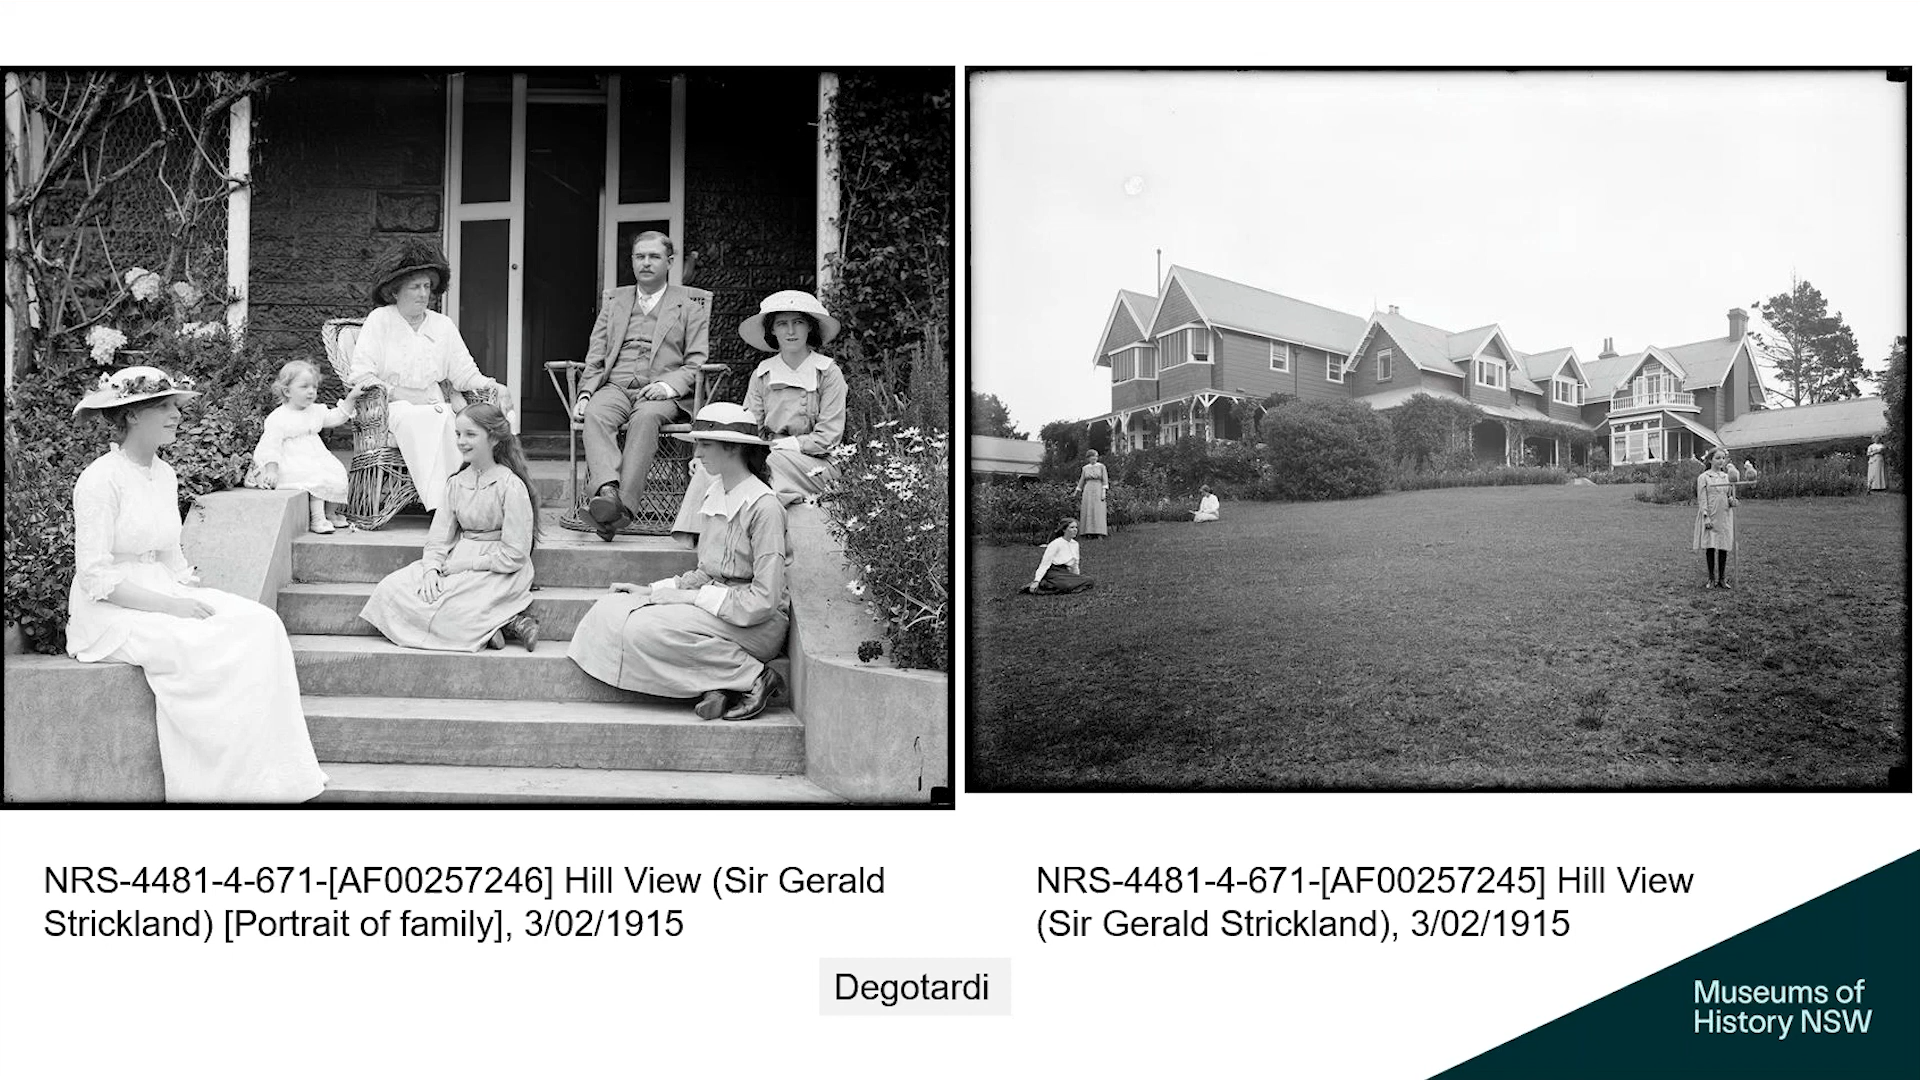 NRS-4481-4-671-[AF00257246] Hill View (Sir Gerald
Strickland) [Portrait of family], 3/02/1915
NRS-4481-4-671-[AF00257245] Hill View
(Sir Gerald Strickland), 3/02/1915
Degotardi
Museums of
History NSW